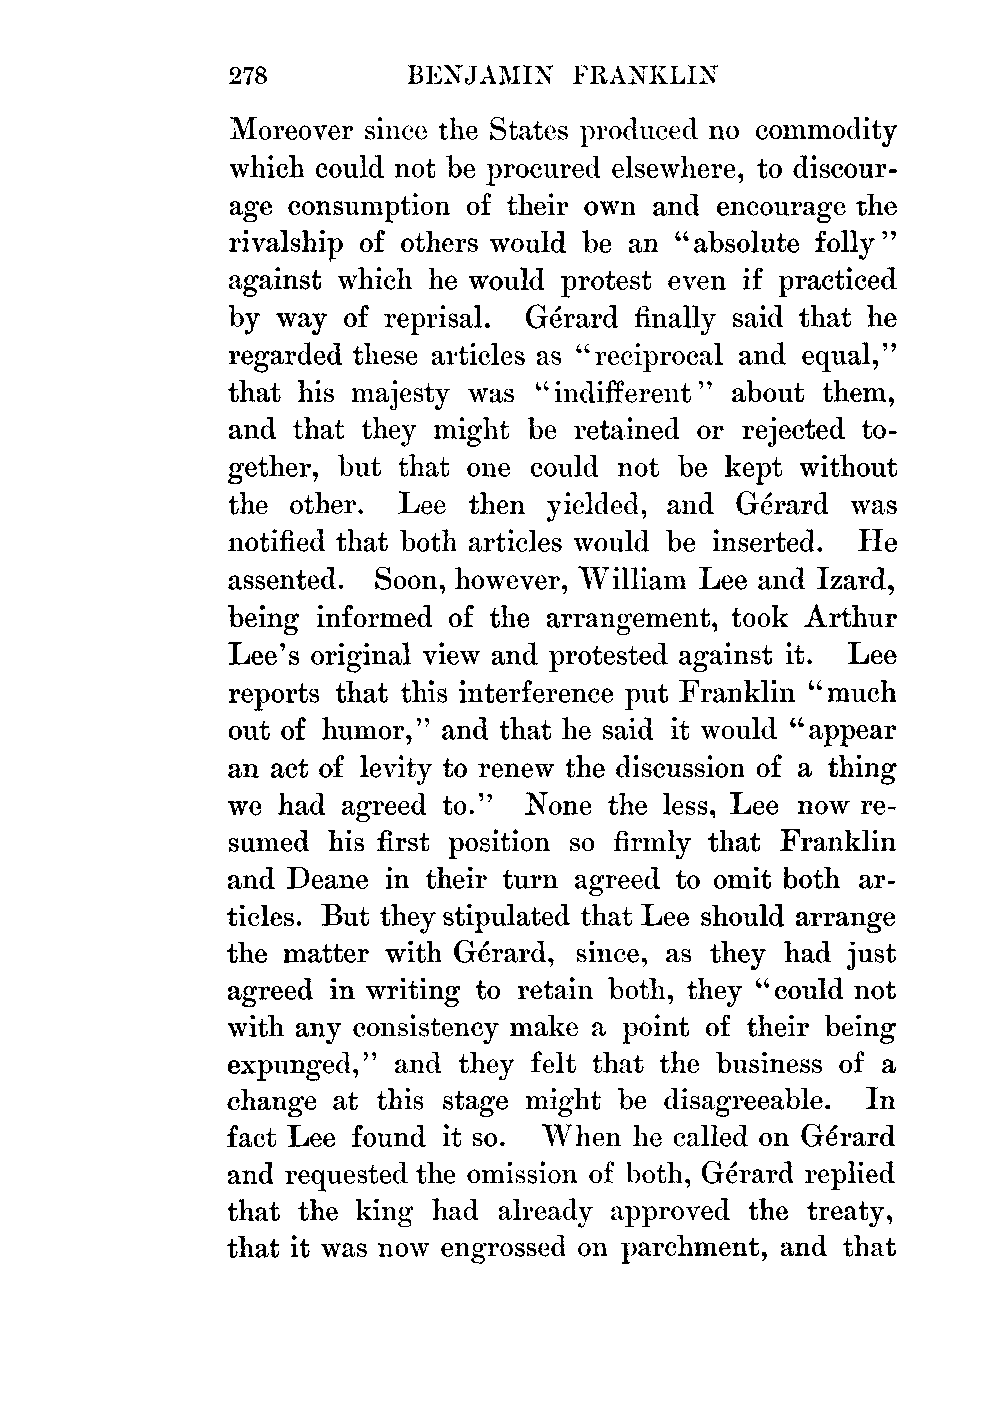 278 BENJAMIN FRANKLIN
Moreover since the States produced no commodity
which could not be procured elsewhere, to discour-
age consumption of their own and encourage the
rivalship of others would be an “absolute folly”
against which he would protest even if practiced
by way of reprisal. Gérard finally said that he
regarded these articles as “reciprocal and equal,”
that his majesty was “indifferent” about them,
and that they might be retained or rejected to-
gether, but that one could not be kept without
the other. Lee then yielded, and Gérard was
notified that both articles would be inserted. He
assented. Soon, however, William Lee and Izard,
being informed of the arrangement, took Arthur
Lee’s original view and protested against it. Lee
reports that this interference put Franklin “much
out of humor,” and that he said it would “appear
an act of levity to renew the discussion of a thing
we had agreed to.” None the less, Lee now re-
sumed his first position so firmly that Franklin
and Deane in their turn agreed to omit both ar-
ticles. But they stipulated that Lee should arrange
the matter with Gérard, since, as they had just
agreed in writing to retain both, they “could not
with any consistency make a point of their being
expunged,” and they felt that the business of a
change at this stage might be disagreeable. In
fact Lee found it so. When he called on Gérard
and requested the omission of both, Gérard replied
that the king had already approved the treaty,
that it was now engrossed on parchment, and that